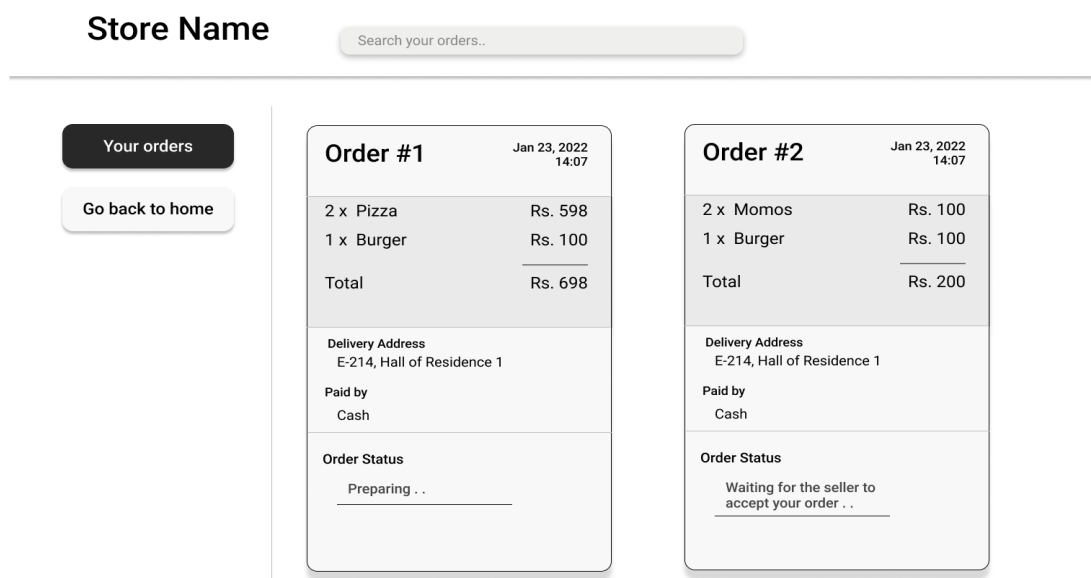 Store Name
Search your orders..
Your orders
Go back to home
Order #1
Jan 23, 2022
14:07
2 x Pizza Rs. 598
1 x Burger Rs. 100
Total Rs. 698
Delivery Address
E-214, Hall of Residence 1
Paid by
Cash
Order Status
Preparing . .
Order #2
Jan 23, 2022
14:07
2 x Momos Rs. 100
1 x Burger Rs. 100
Total Rs. 200
Delivery Address
E-214, Hall of Residence 1
Paid by
Cash
Order Status
Waiting for the seller to
accept your order . .